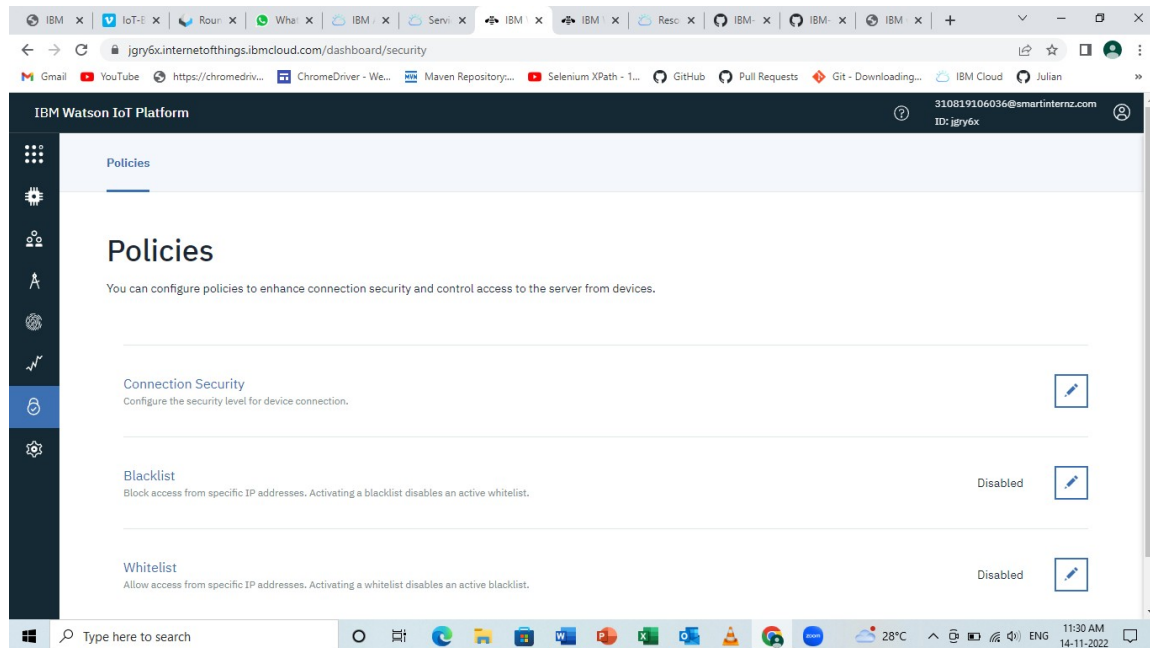 IBM
IoT-E
Roun
What
IBM
Servi
IBM
IBM
Reso
IBM-
IBM-
IBM
jgry6x.internetofthings.ibmcloud.com/dashboard/security
Gmail YouTube https://chromedriv... ChromeDriver - We... Maven Repository:... Selenium XPath - 1... GitHub Pull Requests Git - Downloading... IBM Cloud Julian »
IBM Watson IoT Platform
310819106036@smartinternz.com
ID: jgry6x
Policies
Policies
You can configure policies to enhance connection security and control access to the server from devices.
Connection Security
Configure the security level for device connection.
Blacklist
Block access from specific IP addresses. Activating a blacklist disables an active whitelist.
Disabled
Whitelist
Allow access from specific IP addresses. Activating a whitelist disables an active blacklist.
Disabled
Type here to search
zoom
28°C
ENG
11:30 AM
14-11-2022